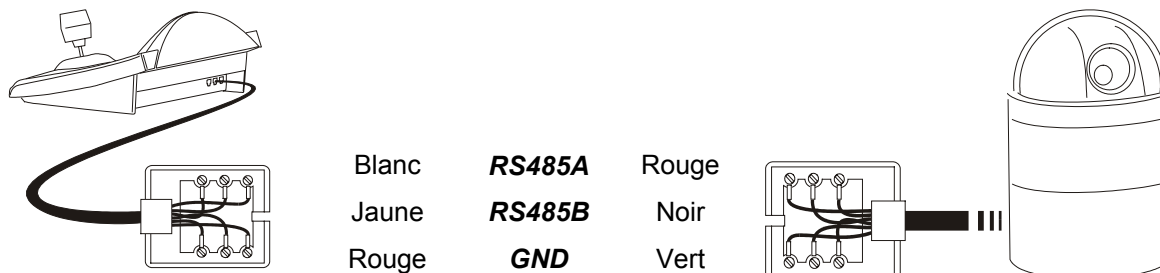 Blanc RS485A Rouge
Jaune RS485B Noir
Rouge GND Vert